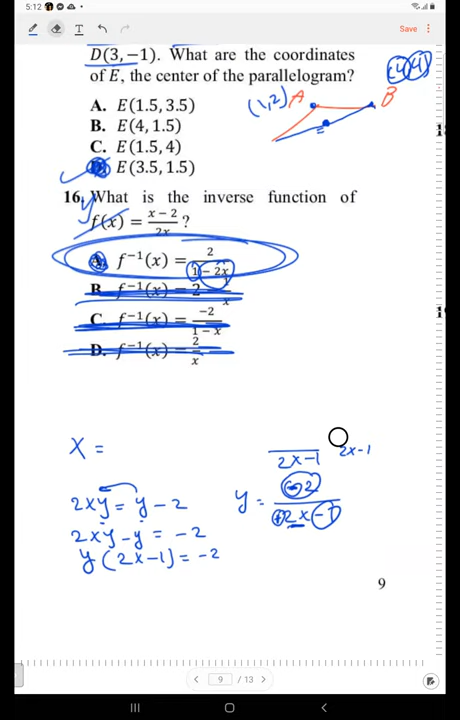 5:12
Save
D(3, −1). What are the coordinates
of E, the center of the parallelogram?
(4,4)
A. E(1.5, 3.5)
(1,2) A B
B. E(4, 1.5)
C. E(1.5, 4)
E
D. E(3.5, 1.5)
16. What is the inverse function of
y
f(x) = x − 2 / 2x ?
A. f⁻¹(x) = 2 / 1 − 2x
B. f⁻¹(x) = 2 / x
C. f⁻¹(x) = −2 / 1 − x
D. f⁻¹(x) = 2 / x
x =
2x−1 2x−1
2xy = y − 2
y = −2 / +2x −1
2xy − y = −2
y (2x−1) = −2
9
9 / 13